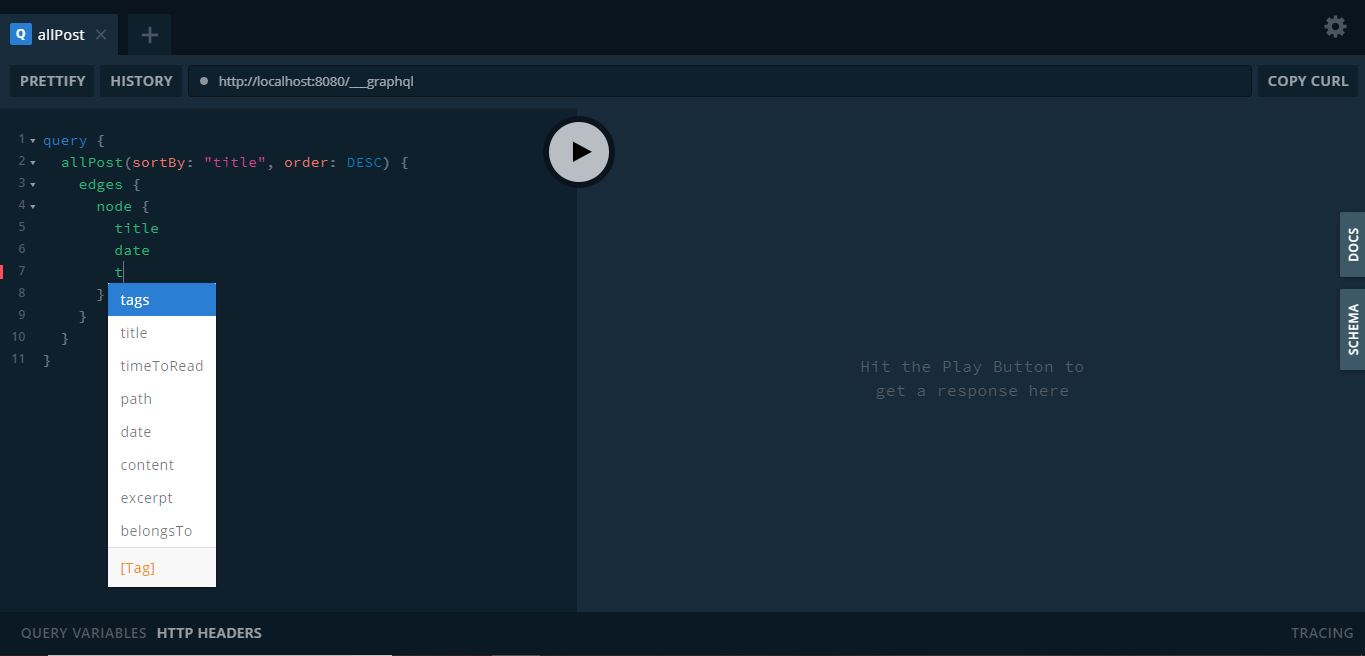 Q allPost
PRETTIFY HISTORY http://localhost:8080/___graphql COPY CURL
1 query {
2 allPost(sortBy: "title", order: DESC) {
3 edges {
4 node {
5 title
6 date
7 t
8 }
9 }
10 }
11 }
tags
title
timeToRead
path
date
content
excerpt
belongsTo
[Tag]
Hit the Play Button to
get a response here
DOCS
SCHEMA
QUERY VARIABLES HTTP HEADERS TRACING